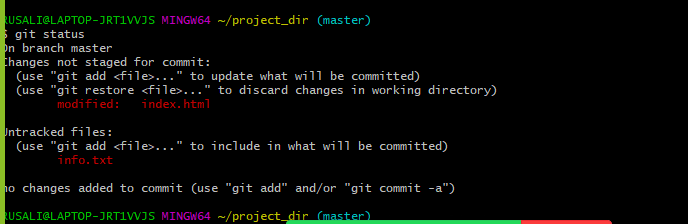 RUSALI@LAPTOP-JRT1VVJS MINGW64 ~/project_dir (master)
$ git status
On branch master
Changes not staged for commit:
  (use "git add <file>..." to update what will be committed)
  (use "git restore <file>..." to discard changes in working directory)
        modified:   index.html

Untracked files:
  (use "git add <file>..." to include in what will be committed)
        info.txt

no changes added to commit (use "git add" and/or "git commit -a")

RUSALI@LAPTOP-JRT1VVJS MINGW64 ~/project_dir (master)